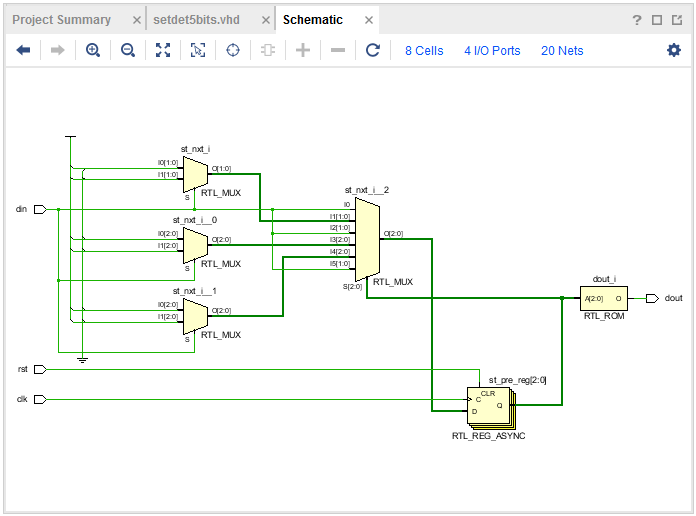 Project Summary
setdet5bits.vhd
Schematic
8 Cells 4 I/O Ports 20 Nets
st_nxt_i
I0[1:0]
I1[1:0]
O[1:0]
S
RTL_MUX
din
st_nxt_i__0
I0[2:0]
I1[2:0]
O[2:0]
S
RTL_MUX
st_nxt_i__1
I0[2:0]
I1[2:0]
O[2:0]
S
RTL_MUX
st_nxt_i__2
I0
I1[1:0]
I2[1:0]
I3[2:0]
I4[2:0]
I5[1:0]
O[2:0]
S[2:0]
RTL_MUX
dout_i
A[2:0] O
RTL_ROM
dout
rst
clk
st_pre_reg[2:0]
CLR
C
D
Q
RTL_REG_ASYNC